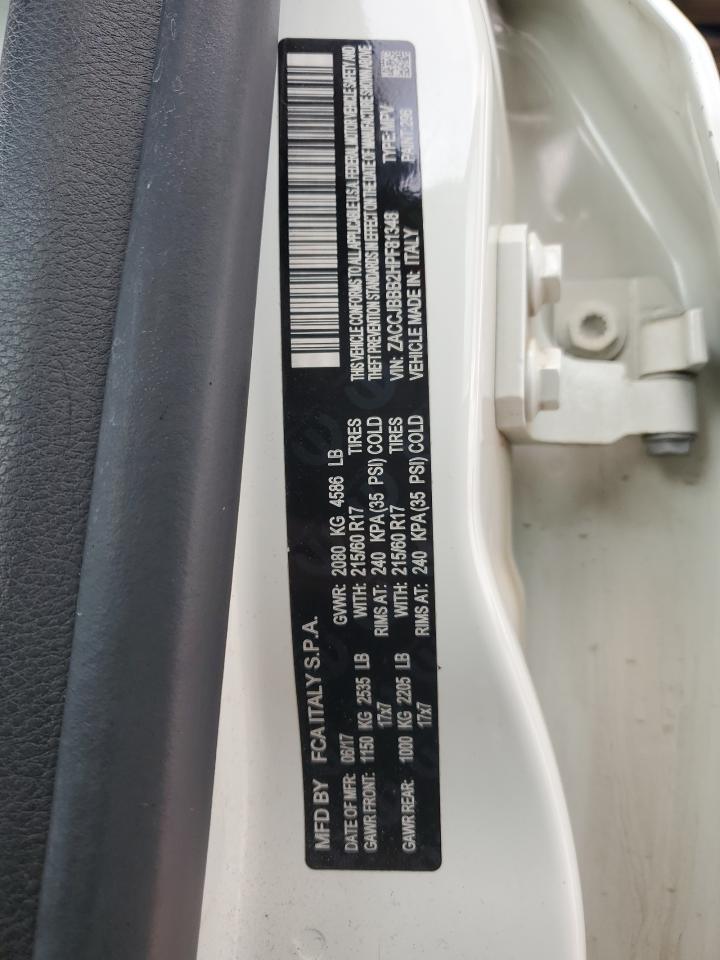 MFD BY FCA ITALY S.P.A.
DATE OF MFR: 06/17 GVWR: 2080 KG 4586 LB
GAWR FRONT: 1150 KG 2535 LB WITH: 215/60 R17 TIRES
17x7 RIMS AT: 240 KPA(35 PSI) COLD
GAWR REAR: 1000 KG 2205 LB WITH: 215/60 R17 TIRES
17x7 RIMS AT: 240 KPA(35 PSI) COLD
THIS VEHICLE CONFORMS TO ALL APPLICABLE U.S.A. FEDERAL MOTOR VEHICLE SAFETY AND
THEFT PREVENTION STANDARDS IN EFFECT ON THE DATE OF MANUFACTURE SHOWN ABOVE
VIN: ZACCJBBB2HPF81348 TYPE:MPV
VEHICLE MADE IN: ITALY PAINT: 296